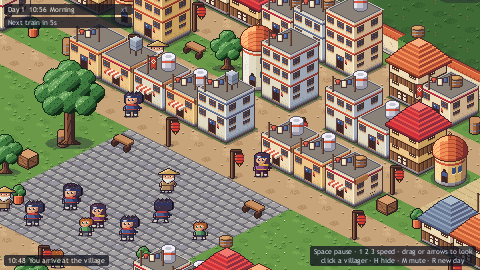 Day 1 10:56 Morning x1
Next train in 5s
10:48 You arrive at the village
Space pause · 1 2 3 speed · drag or arrows to look
click a villager · H hide · M mute · R new day